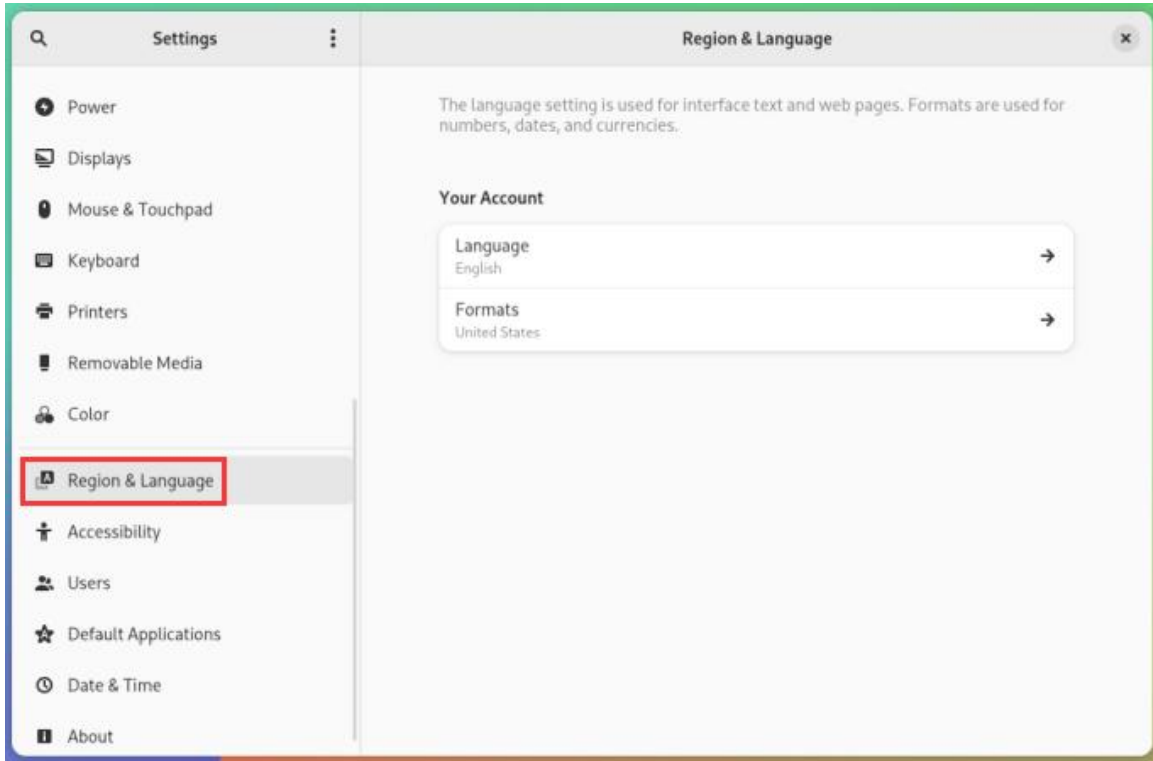 Settings
Region & Language
Power
Displays
Mouse & Touchpad
Keyboard
Printers
Removable Media
Color
Region & Language
Accessibility
Users
Default Applications
Date & Time
About
The language setting is used for interface text and web pages. Formats are used for
numbers, dates, and currencies.
Your Account
Language
English
Formats
United States